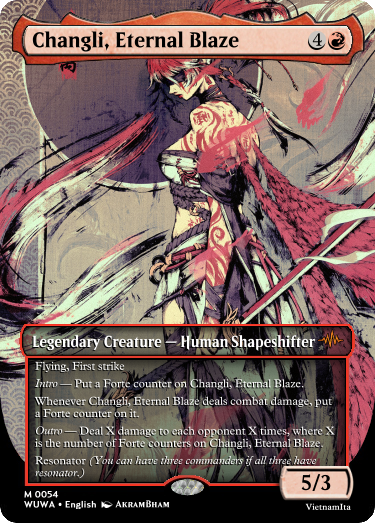 Changli, Eternal Blaze 4
Legendary Creature — Human Shapeshifter
Flying, First strike
Intro — Put a Forte counter on Changli, Eternal Blaze.
Whenever Changli, Eternal Blaze deals combat damage, put
a Forte counter on it.
Outro — Deal X damage to each opponent X times, where X
is the number of Forte counters on Changli, Eternal Blaze.
Resonator (You can have three commanders if all three have
resonator.)
5/3
M 0054
WUWA • English AkramBham
VietnamIta